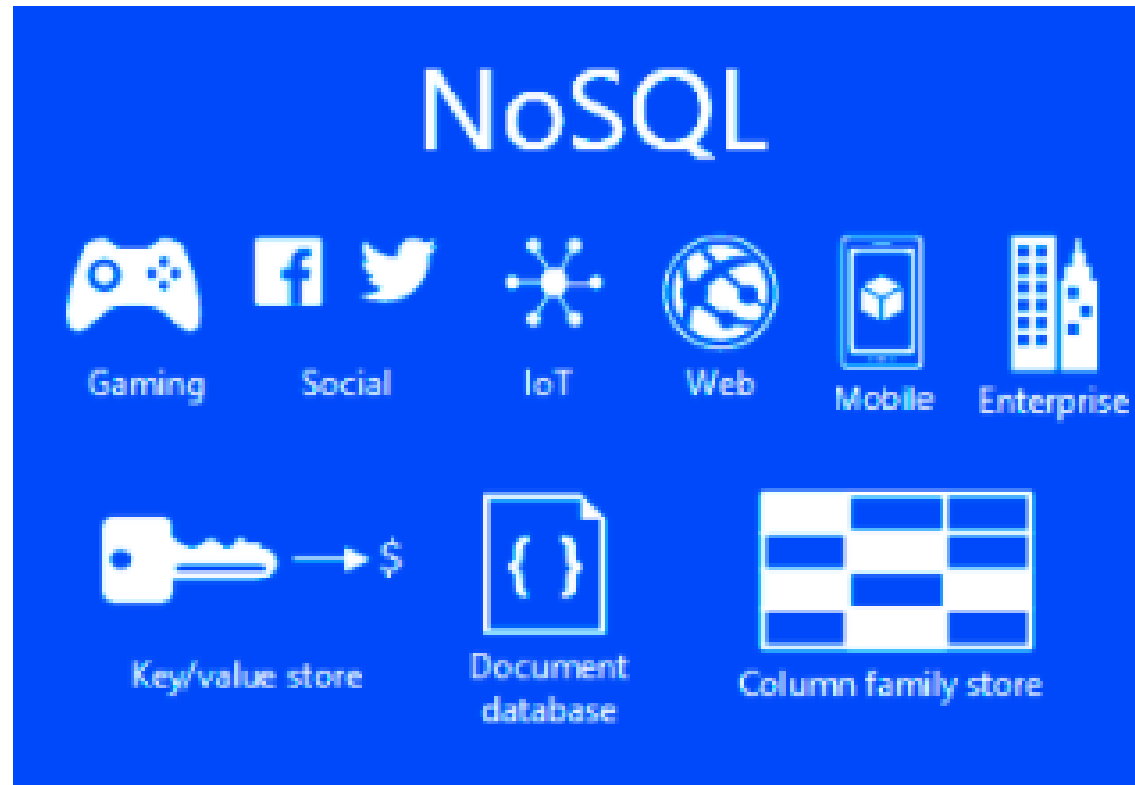 NoSQL
Gaming
Social
IoT
Web
Mobile
Enterprise
$
{ }
Key/value store
Document
database
Column family store